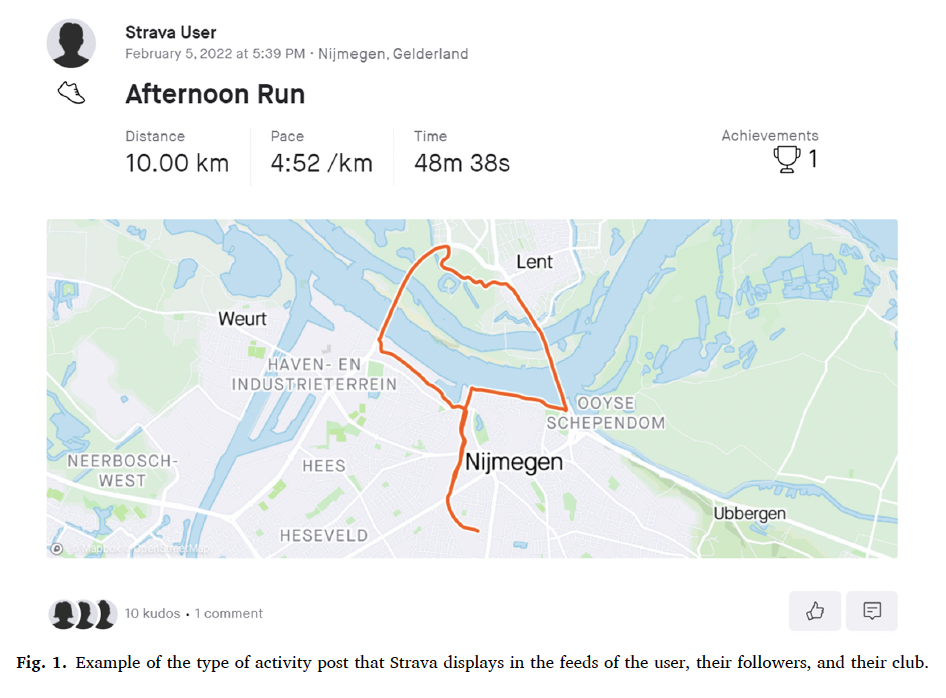 Strava User
February 5, 2022 at 5:39 PM · Nijmegen, Gelderland
Afternoon Run
Distance
10.00 km
Pace
4:52 /km
Time
48m 38s
Achievements
1
Lent
Weurt
HAVEN- EN
INDUSTRIETERREIN
OOYSE
SCHEPENDOM
NEERBOSCH-
WEST
HEES
Nijmegen
Ubbergen
HESEVELD
© Mapbox © OpenStreetMap
10 kudos • 1 comment
Fig. 1. Example of the type of activity post that Strava displays in the feeds of the user, their followers, and their club.